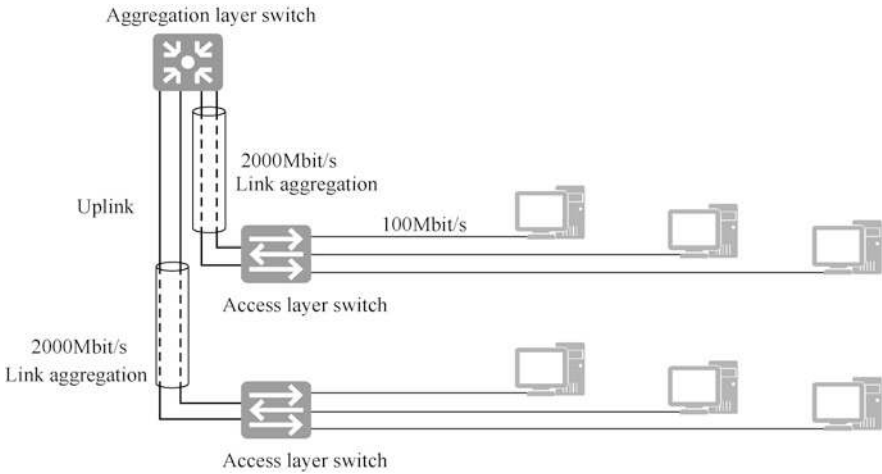 Aggregation layer switch
2000Mbit/s
Link aggregation
Uplink
100Mbit/s
Access layer switch
2000Mbit/s
Link aggregation
Access layer switch